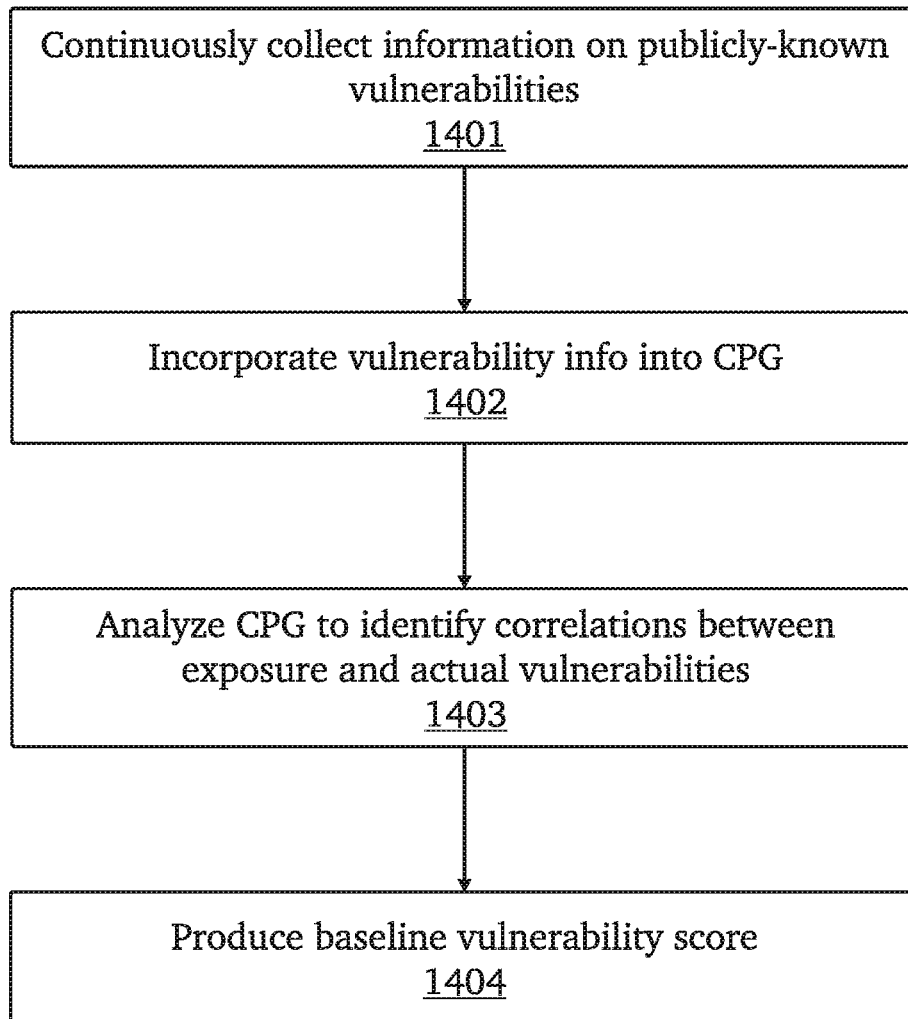 Continuously collect information on publicly-known
vulnerabilities
1401
Incorporate vulnerability info into CPG
1402
Analyze CPG to identify correlations between
exposure and actual vulnerabilities
1403
Produce baseline vulnerability score
1404